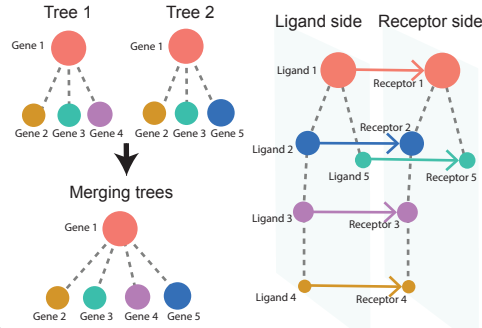 Tree 1
Tree 2
Gene 1
Gene 1
Gene 2 Gene 3 Gene 4
Gene 2 Gene 3 Gene 5
Merging trees
Gene 1
Gene 2
Gene 3
Gene 4
Gene 5
Ligand side
Receptor side
Ligand 1
Receptor 1
Receptor 2
Ligand 2
Ligand 5
Receptor 5
Ligand 3
Receptor 3
Ligand 4
Receptor 4